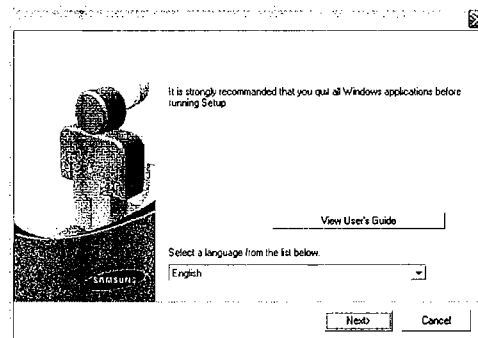 It is strongly recommanded that you quit all Windows applications before
running Setup
View User's Guide
Select a language from the list below.
English
SAMSUNG
Next>
Cancel